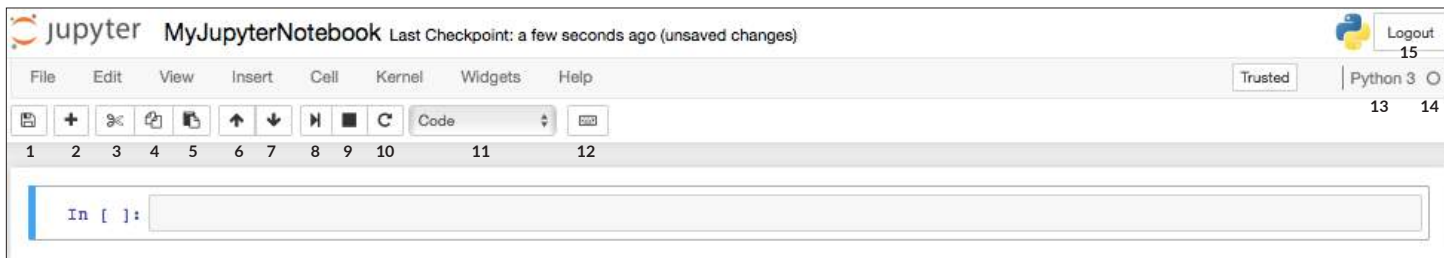 jupyter MyJupyterNotebook Last Checkpoint: a few seconds ago (unsaved changes) Logout
15
File Edit View Insert Cell Kernel Widgets Help Trusted Python 3
13 14
Code
1 2 3 4 5 6 7 8 9 10 11 12
In [ ]: